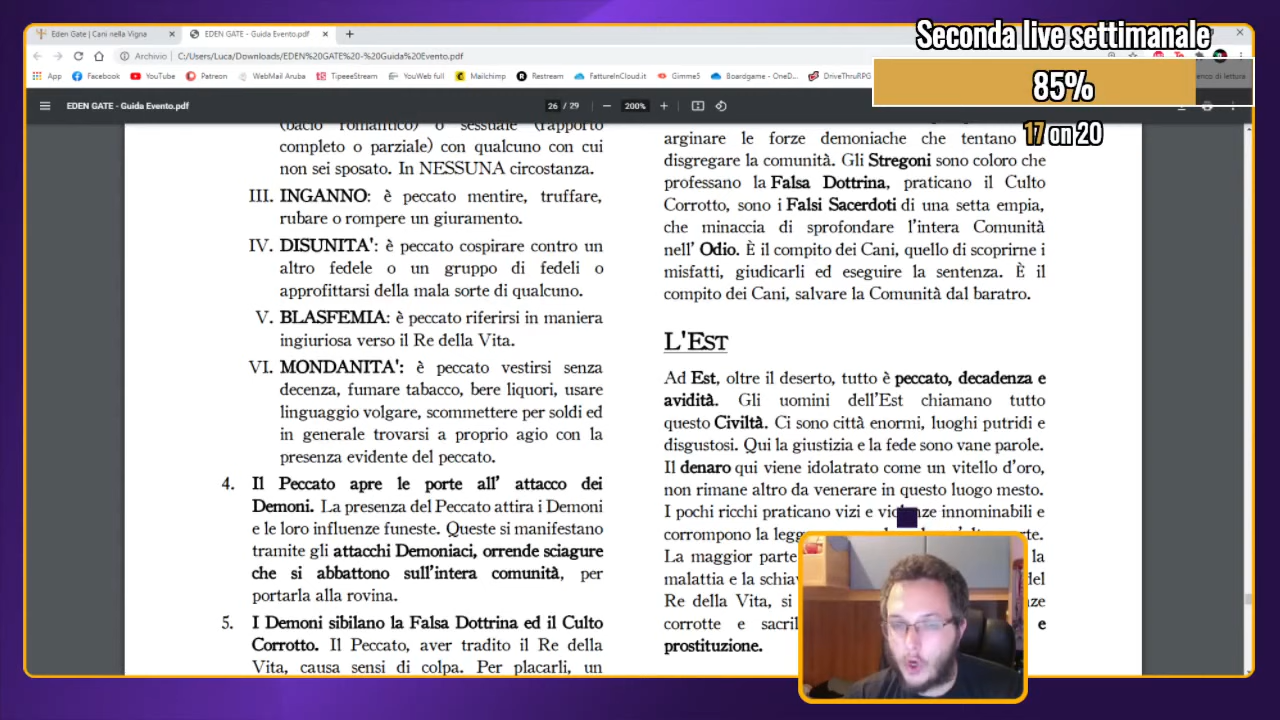 Seconda live settimanale
85%
17 on 20
Eden Gate | Cani nella Vigna
EDEN GATE - Guida Evento.pdf
Archivio | C:/Users/Luca/Downloads/EDEN%20GATE%20-%20Guida%20Evento.pdf
App Facebook YouTube Patreon WebMail Aruba TipeeeStream YouWeb full Mailchimp Restream FattureInCloud.it Gimme5 Boardgame - OneD... DriveThruRPG
EDEN GATE - Guida Evento.pdf
26 / 29
200%
(bacio romantico) o sessuale (rapporto
completo o parziale) con qualcuno con cui
non sei sposato. In NESSUNA circostanza.
III. INGANNO: è peccato mentire, truffare,
rubare o rompere un giuramento.
IV. DISUNITA': è peccato cospirare contro un
altro fedele o un gruppo di fedeli o
approfittarsi della mala sorte di qualcuno.
V. BLASFEMIA: è peccato riferirsi in maniera
ingiuriosa verso il Re della Vita.
VI. MONDANITA': è peccato vestirsi senza
decenza, fumare tabacco, bere liquori, usare
linguaggio volgare, scommettere per soldi ed
in generale trovarsi a proprio agio con la
presenza evidente del peccato.
4. Il Peccato apre le porte all' attacco dei
Demoni. La presenza del Peccato attira i Demoni
e le loro influenze funeste. Queste si manifestano
tramite gli attacchi Demoniaci, orrende sciagure
che si abbattono sull'intera comunità, per
portarla alla rovina.
5. I Demoni sibilano la Falsa Dottrina ed il Culto
Corrotto. Il Peccato, aver tradito il Re della
Vita, causa sensi di colpa. Per placarli, un
arginare le forze demoniache che tentano
disgregare la comunità. Gli Stregoni sono coloro che
professano la Falsa Dottrina, praticano il Culto
Corrotto, sono i Falsi Sacerdoti di una setta empia,
che minaccia di sprofondare l'intera Comunità
nell' Odio. È il compito dei Cani, quello di scoprirne i
misfatti, giudicarli ed eseguire la sentenza. È il
compito dei Cani, salvare la Comunità dal baratro.
L'EST
Ad Est, oltre il deserto, tutto è peccato, decadenza e
avidità. Gli uomini dell'Est chiamano tutto
questo Civiltà. Ci sono città enormi, luoghi putridi e
disgustosi. Qui la giustizia e la fede sono vane parole.
Il denaro qui viene idolatrato come un vitello d'oro,
non rimane altro da venerare in questo luogo mesto.
I pochi ricchi praticano vizi e violenze innominabili e
corrompono la
La maggior parte la
malattia e la del
Re della Vita, si
corrotte e e
prostituzione.